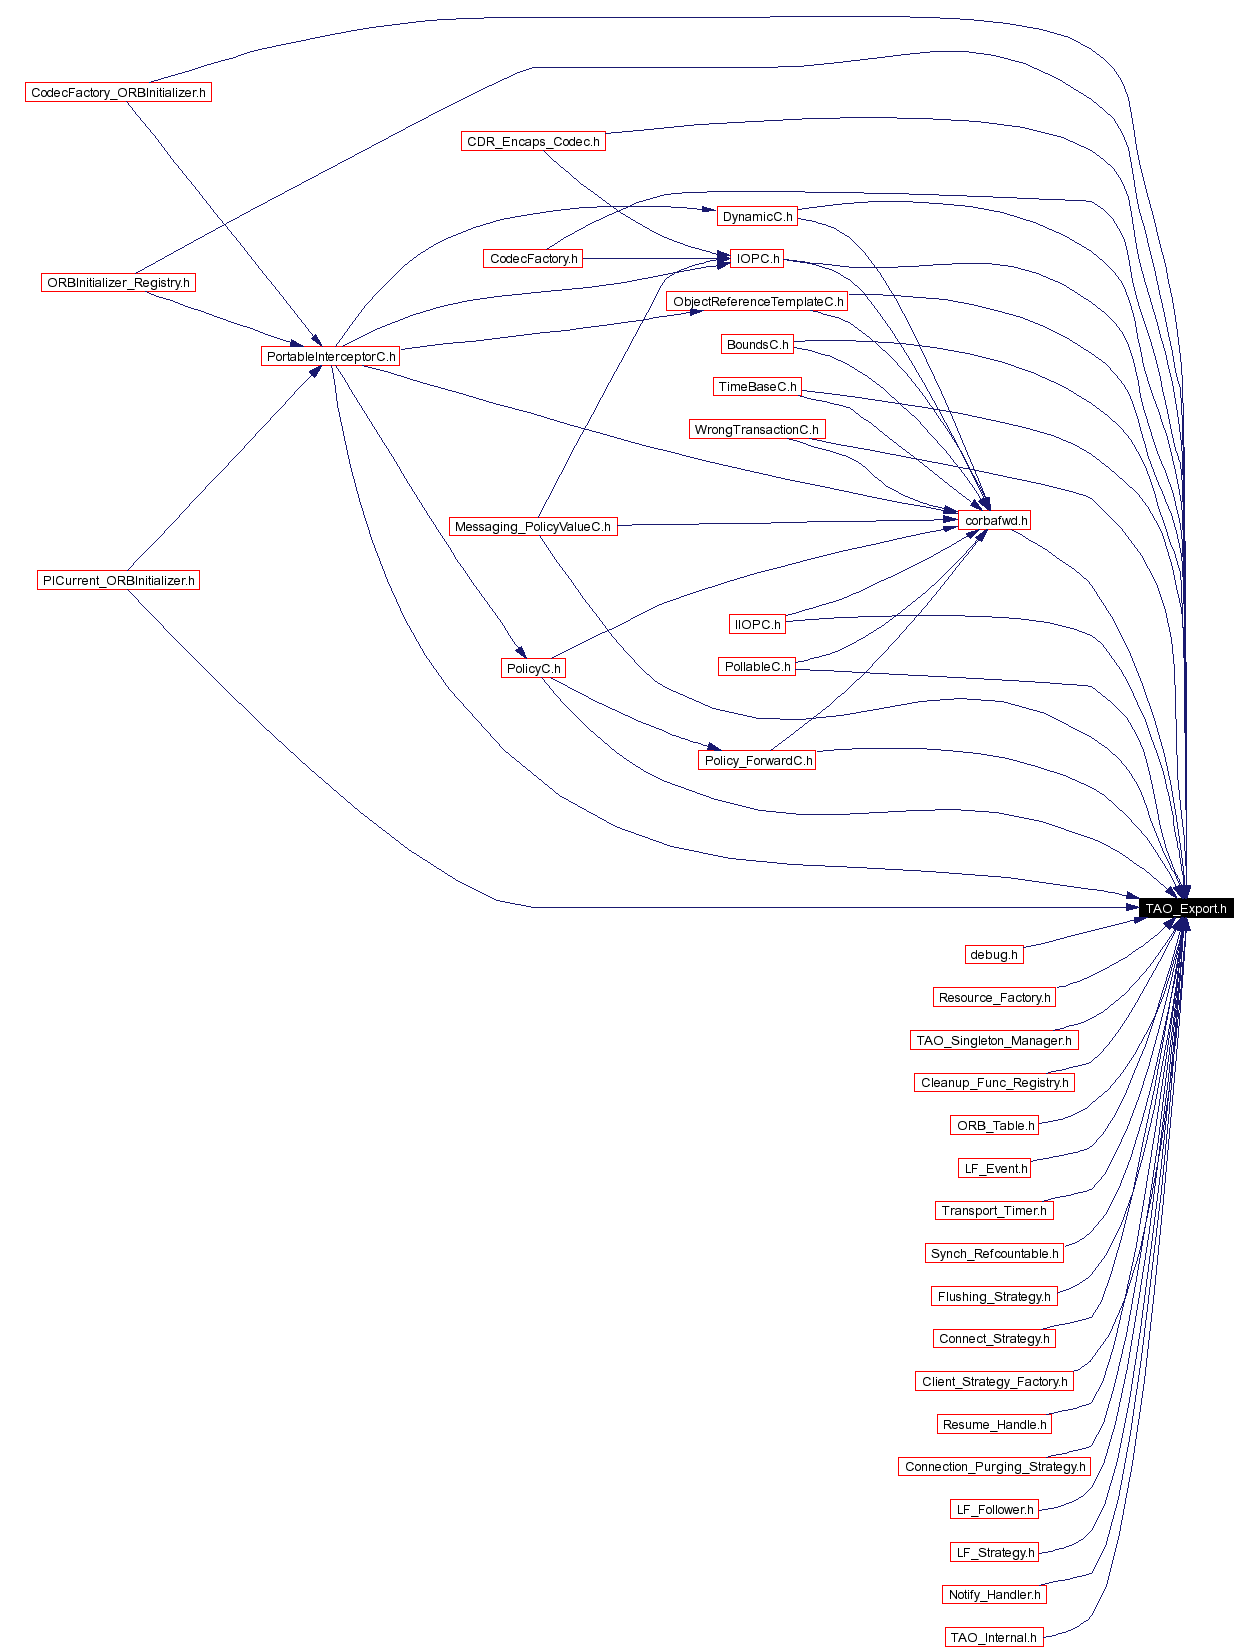 CodecFactory_ORBInitializer.h
CDR_Encaps_Codec.h
DynamicC.h
CodecFactory.h
IOPC.h
ORBInitializer_Registry.h
ObjectReferenceTemplateC.h
BoundsC.h
PortableInterceptorC.h
TimeBaseC.h
WrongTransactionC.h
corbafwd.h
Messaging_PolicyValueC.h
PICurrent_ORBInitializer.h
IIOPC.h
PollableC.h
PolicyC.h
Policy_ForwardC.h
TAO_Export.h
debug.h
Resource_Factory.h
TAO_Singleton_Manager.h
Cleanup_Func_Registry.h
ORB_Table.h
LF_Event.h
Transport_Timer.h
Synch_Refcountable.h
Flushing_Strategy.h
Connect_Strategy.h
Client_Strategy_Factory.h
Resume_Handle.h
Connection_Purging_Strategy.h
LF_Follower.h
LF_Strategy.h
Notify_Handler.h
TAO_Internal.h